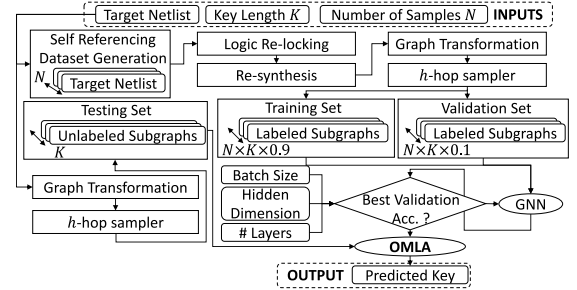 Target Netlist
Key Length K
Number of Samples N
INPUTS
Self Referencing
Dataset Generation
N
Target Netlist
Logic Re-locking
Re-synthesis
Graph Transformation
h-hop sampler
Testing Set
Unlabeled Subgraphs
K
Training Set
Labeled Subgraphs
N×K×0.9
Validation Set
Labeled Subgraphs
N×K×0.1
Graph Transformation
h-hop sampler
Batch Size
Hidden
Dimension
# Layers
Best Validation
Acc. ?
GNN
OMLA
OUTPUT
Predicted Key